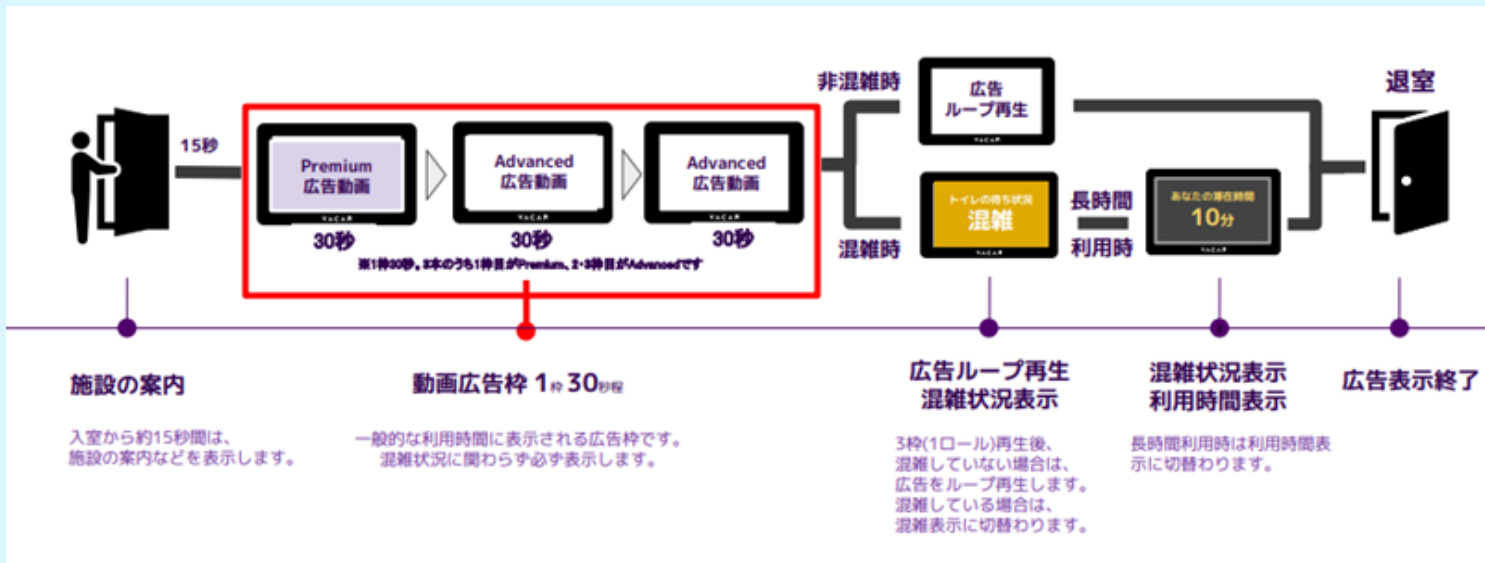 15秒
Premium
広告動画
VACAN
30秒
Advanced
広告動画
VACAN
30秒
Advanced
広告動画
VACAN
30秒
※1枠30秒。3本のうち1枠目がPremium、2・3枠目がAdvancedです
非混雑時
広告
ループ再生
VACAN
混雑時
トイレの待ち状況
混雑
VACAN
長時間
利用時
あなたの滞在時間
10分
VACAN
退室
施設の案内
入室から約15秒間は、
施設の案内などを表示します。
動画広告枠 1枠 30秒程
一般的な利用時間に表示される広告枠です。
混雑状況に関わらず必ず表示します。
広告ループ再生
混雑状況表示
3枠(1ロール)再生後、
混雑していない場合は、
広告をループ再生します。
混雑している場合は、
混雑表示に切替わります。
混雑状況表示
利用時間表示
長時間利用時は利用時間表
示に切替わります。
広告表示終了